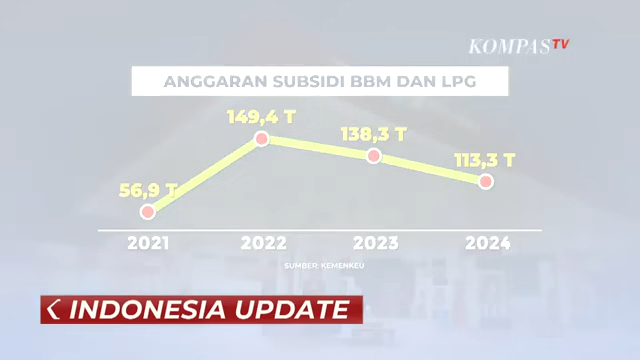 KOMPASTV
ANGGARAN SUBSIDI BBM DAN LPG
149,4 T
138,3 T
113,3 T
56,9 T
2021 2022 2023 2024
SUMBER: KEMENKEU
INDONESIA UPDATE